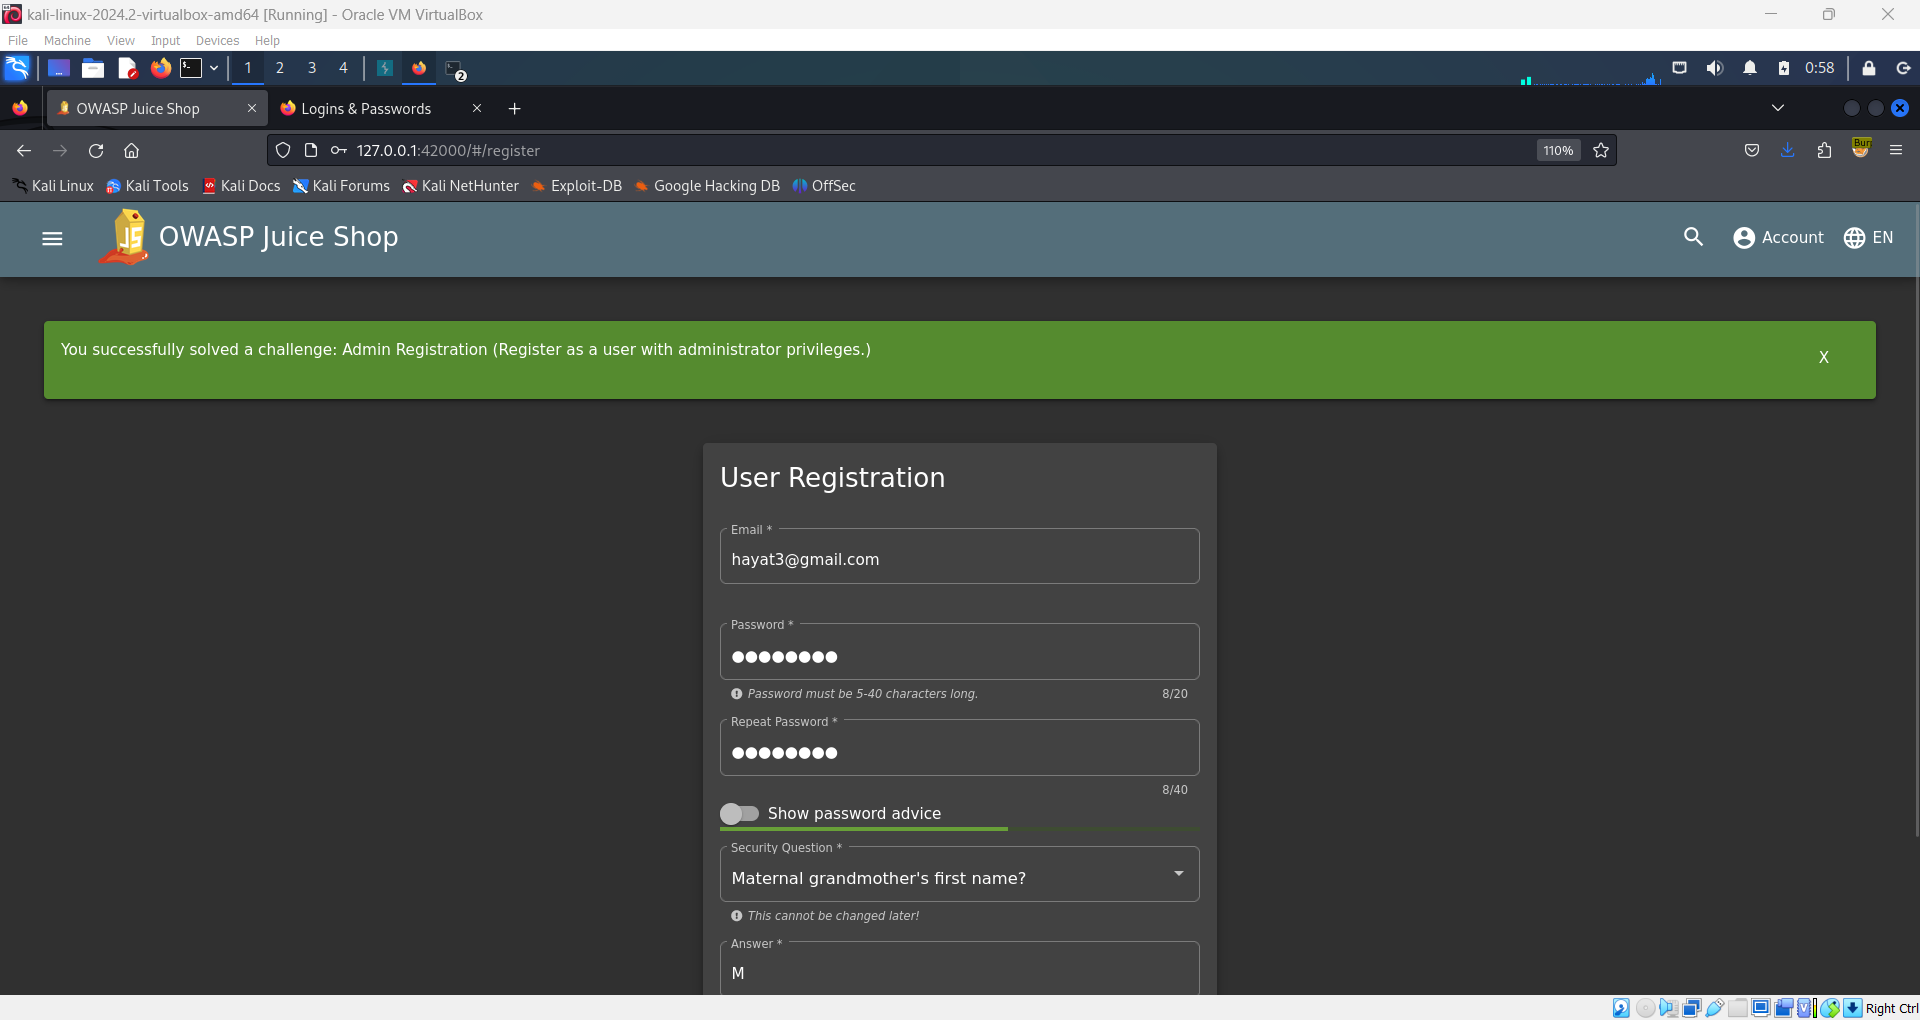 kali-linux-2024.2-virtualbox-amd64 [Running] - Oracle VM VirtualBox
File Machine View Input Devices Help
1 2 3 4 2 0:58
OWASP Juice Shop Logins & Passwords
127.0.0.1:42000/#/register 110%
Kali Linux Kali Tools Kali Docs Kali Forums Kali NetHunter Exploit-DB Google Hacking DB OffSec
OWASP Juice Shop Account EN
You successfully solved a challenge: Admin Registration (Register as a user with administrator privileges.) X
User Registration
Email *
hayat3@gmail.com
Password *
Password must be 5-40 characters long. 8/20
Repeat Password *
8/40
Show password advice
Security Question *
Maternal grandmother's first name?
This cannot be changed later!
Answer *
M
Right Ctrl